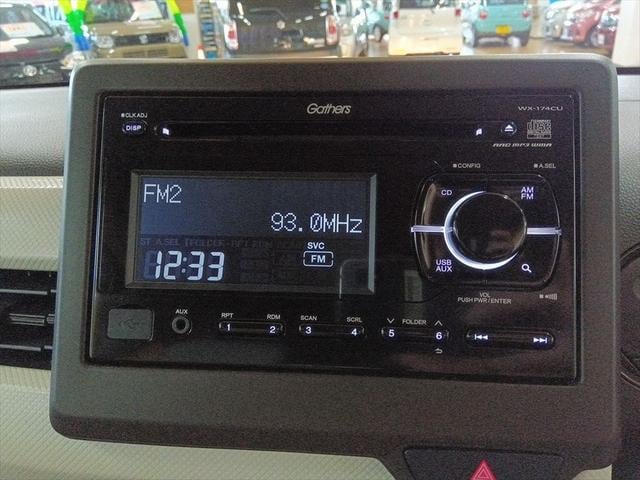 Gathers
WX-174CU
CLK ADJ
DISP
AAC MP3 WMA
CONFIG
A.SEL
FM2
93.0MHz
CD
AM
FM
SVC
FM
12:33
USB
AUX
VOL
PUSH PWR/ENTER
AUX
RPT
RDM
SCAN
SCRL
FOLDER
1
2
3
4
5
6